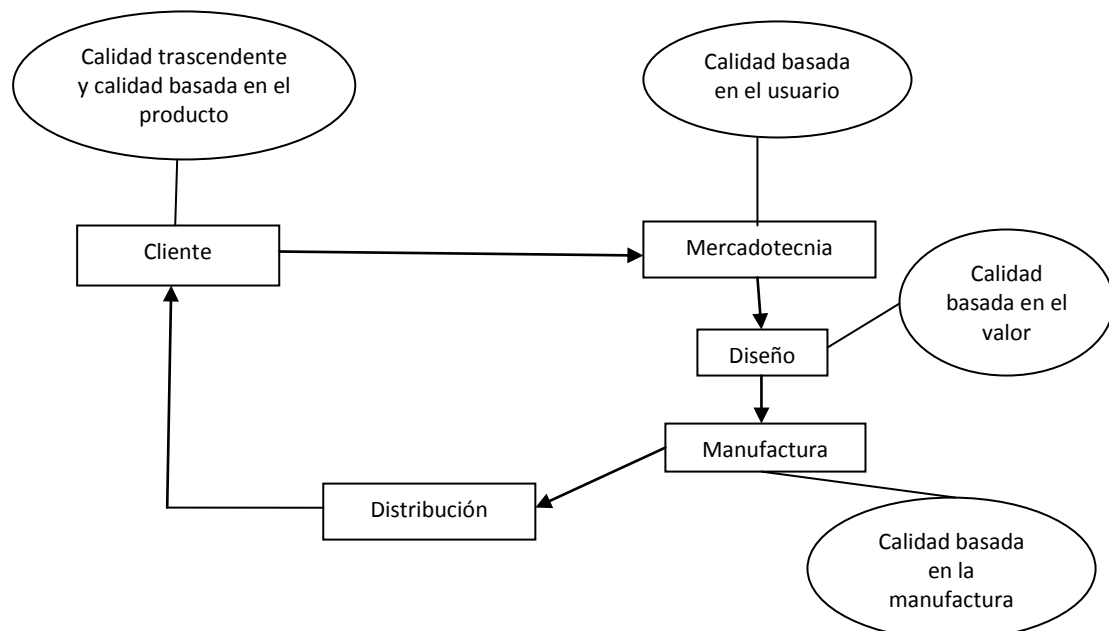 Calidad trascendente
y calidad basada en el
producto
Calidad basada
en el usuario
Cliente
Mercadotecnia
Calidad
basada en el
valor
Diseño
Manufactura
Distribución
Calidad basada
en la
manufactura